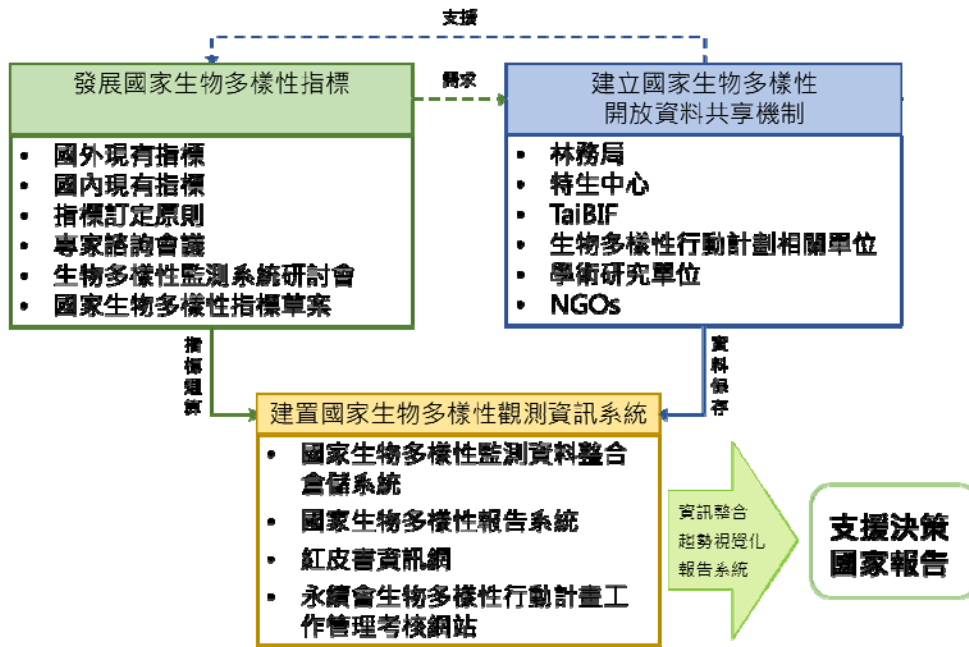 支援
發展國家生物多樣性指標
• 國外現有指標
• 國內現有指標
• 指標訂定原則
• 專家諮詢會議
• 生物多樣性監測系統研討會
• 國家生物多樣性指標草案
需求
建立國家生物多樣性
開放資料共享機制
• 林務局
• 特生中心
• TaiBIF
• 生物多樣性行動計劃相關單位
• 學術研究單位
• NGOs
指標運算
資料保存
建置國家生物多樣性觀測資訊系統
• 國家生物多樣性監測資料整合
倉儲系統
• 國家生物多樣性報告系統
• 紅皮書資訊網
• 永續會生物多樣性行動計畫工
作管理考核網站
資訊整合
趨勢視覺化
報告系統
支援決策
國家報告